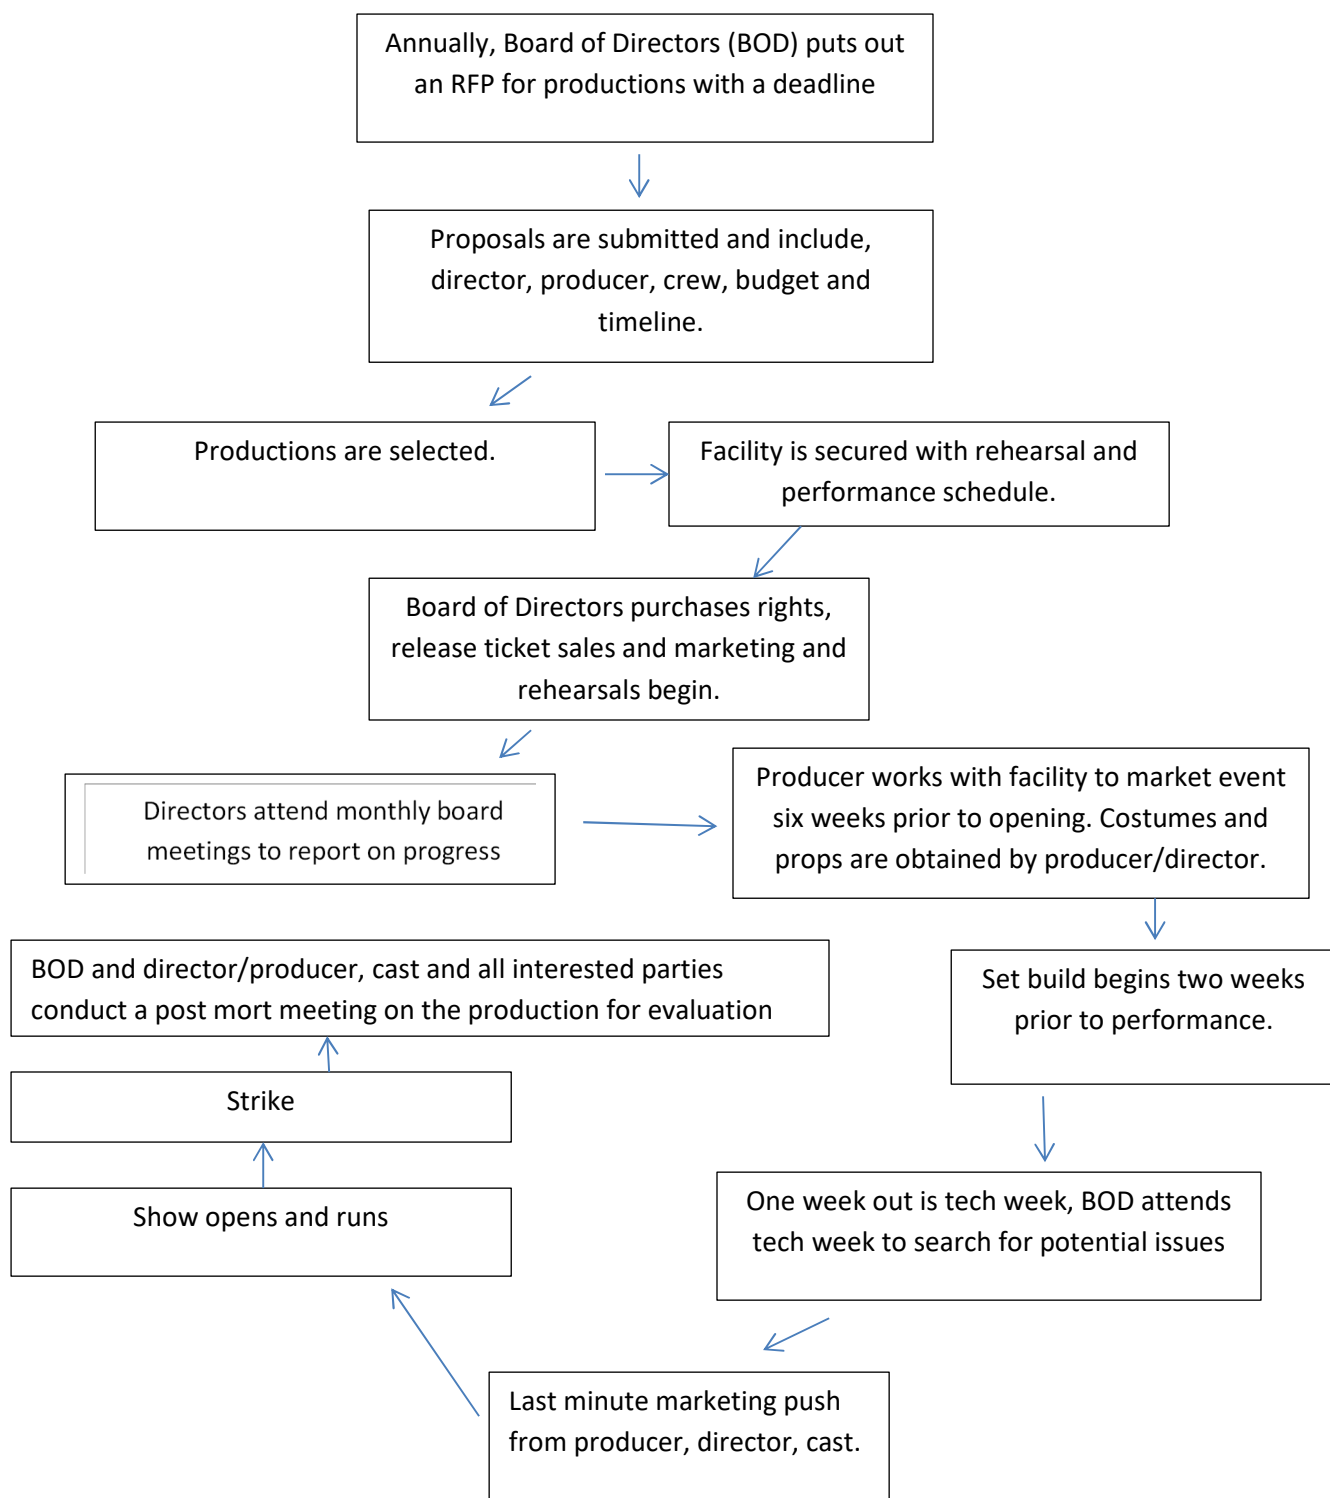 Annually, Board of Directors (BOD) puts out
an RFP for productions with a deadline
Proposals are submitted and include,
director, producer, crew, budget and
timeline.
Productions are selected.
Facility is secured with rehearsal and
performance schedule.
Board of Directors purchases rights,
release ticket sales and marketing and
rehearsals begin.
Directors attend monthly board
meetings to report on progress
Producer works with facility to market event
six weeks prior to opening. Costumes and
props are obtained by producer/director.
Set build begins two weeks
prior to performance.
One week out is tech week, BOD attends
tech week to search for potential issues
Last minute marketing push
from producer, director, cast.
Show opens and runs
Strike
BOD and director/producer, cast and all interested parties
conduct a post mort meeting on the production for evaluation